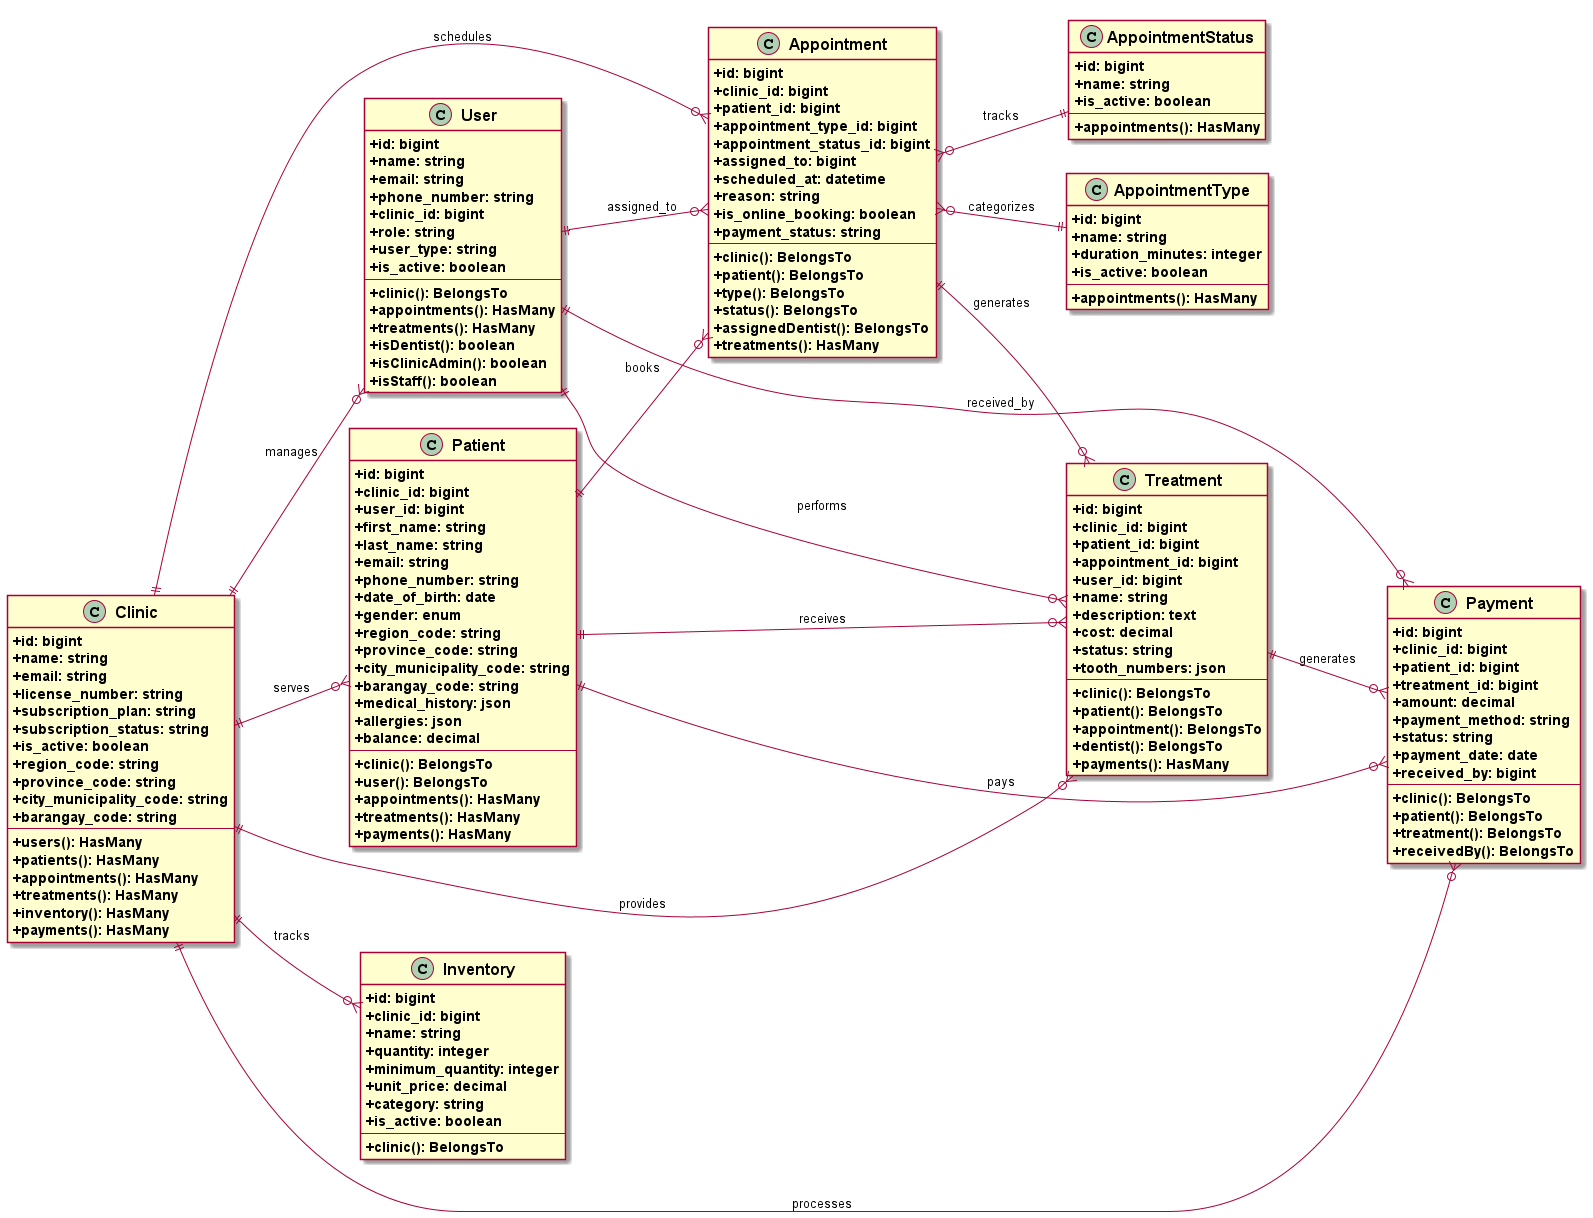 schedules
C Appointment
+id: bigint
+clinic_id: bigint
+patient_id: bigint
+appointment_type_id: bigint
+appointment_status_id: bigint
+assigned_to: bigint
+scheduled_at: datetime
+reason: string
+is_online_booking: boolean
+payment_status: string
+clinic(): BelongsTo
+patient(): BelongsTo
+type(): BelongsTo
+status(): BelongsTo
+assignedDentist(): BelongsTo
+treatments(): HasMany
C AppointmentStatus
+id: bigint
+name: string
+is_active: boolean
+appointments(): HasMany
tracks
C AppointmentType
+id: bigint
+name: string
+duration_minutes: integer
+is_active: boolean
+appointments(): HasMany
categorizes
C User
+id: bigint
+name: string
+email: string
+phone_number: string
+clinic_id: bigint
+role: string
+user_type: string
+is_active: boolean
+clinic(): BelongsTo
+appointments(): HasMany
+treatments(): HasMany
+isDentist(): boolean
+isClinicAdmin(): boolean
+isStaff(): boolean
assigned_to
generates
books
received_by
manages
performs
C Patient
+id: bigint
+clinic_id: bigint
+user_id: bigint
+first_name: string
+last_name: string
+email: string
+phone_number: string
+date_of_birth: date
+gender: enum
+region_code: string
+province_code: string
+city_municipality_code: string
+barangay_code: string
+medical_history: json
+allergies: json
+balance: decimal
+clinic(): BelongsTo
+user(): BelongsTo
+appointments(): HasMany
+treatments(): HasMany
+payments(): HasMany
C Treatment
+id: bigint
+clinic_id: bigint
+patient_id: bigint
+appointment_id: bigint
+user_id: bigint
+name: string
+description: text
+cost: decimal
+status: string
+tooth_numbers: json
+clinic(): BelongsTo
+patient(): BelongsTo
+appointment(): BelongsTo
+dentist(): BelongsTo
+payments(): HasMany
receives
generates
C Payment
+id: bigint
+clinic_id: bigint
+patient_id: bigint
+treatment_id: bigint
+amount: decimal
+payment_method: string
+status: string
+payment_date: date
+received_by: bigint
+clinic(): BelongsTo
+patient(): BelongsTo
+treatment(): BelongsTo
+receivedBy(): BelongsTo
C Clinic
+id: bigint
+name: string
+email: string
+license_number: string
+subscription_plan: string
+subscription_status: string
+is_active: boolean
+region_code: string
+province_code: string
+city_municipality_code: string
+barangay_code: string
+users(): HasMany
+patients(): HasMany
+appointments(): HasMany
+treatments(): HasMany
+inventory(): HasMany
+payments(): HasMany
serves
pays
provides
tracks
C Inventory
+id: bigint
+clinic_id: bigint
+name: string
+quantity: integer
+minimum_quantity: integer
+unit_price: decimal
+category: string
+is_active: boolean
+clinic(): BelongsTo
processes